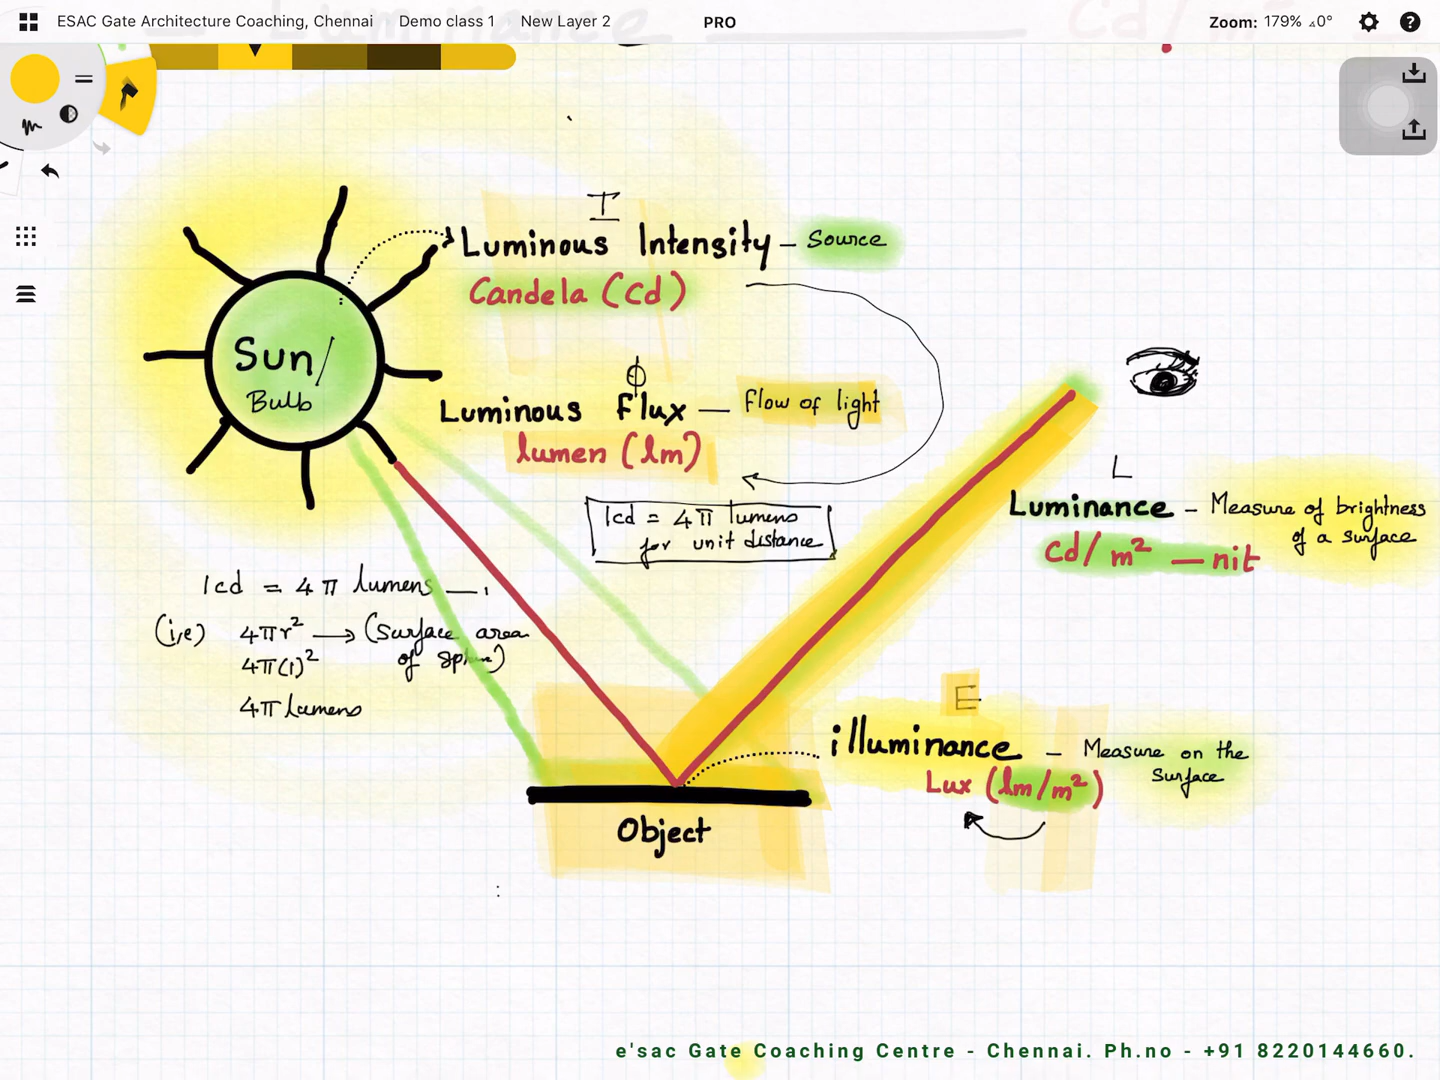 Luminance
Cd/
ESAC Gate Architecture Coaching, Chennai Demo class 1 New Layer 2 PRO Zoom: 179% ⊿0°
I
Luminous Intensity – Source
Candela (Cd)
Sun/
Bulb
ϕ
Luminous Flux — Flow of light
lumen (lm)
1cd = 4π lumens
for unit distance
L
Luminance – Measure of brightness
of a surface
Cd/m² — nit
1cd = 4π lumens —
(i,e) 4πr² → (Surface area
of sphere)
4π(1)²
4π lumens
E
illuminance – Measure on the
Surface
Lux (lm/m²)
Object
e'sac Gate Coaching Centre - Chennai. Ph.no - +91 8220144660.